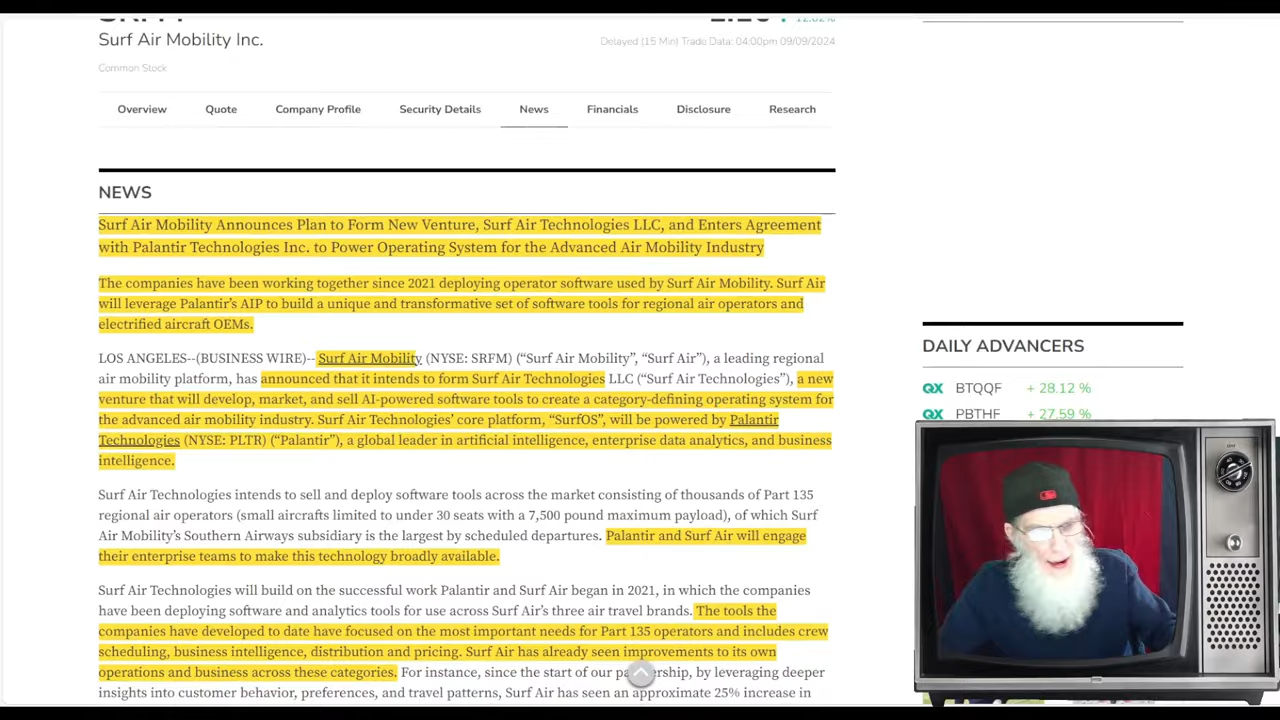 Surf Air Mobility Inc.
12.62%
Delayed (15 Min) Trade Data: 04:00pm 09/09/2024
Common Stock
Overview Quote Company Profile Security Details News Financials Disclosure Research
NEWS
Surf Air Mobility Announces Plan to Form New Venture, Surf Air Technologies LLC, and Enters Agreement
with Palantir Technologies Inc. to Power Operating System for the Advanced Air Mobility Industry
The companies have been working together since 2021 deploying operator software used by Surf Air Mobility. Surf Air
will leverage Palantir’s AIP to build a unique and transformative set of software tools for regional air operators and
electrified aircraft OEMs.
LOS ANGELES--(BUSINESS WIRE)-- Surf Air Mobility (NYSE: SRFM) (“Surf Air Mobility”, “Surf Air”), a leading regional
air mobility platform, has announced that it intends to form Surf Air Technologies LLC (“Surf Air Technologies”), a new
venture that will develop, market, and sell AI-powered software tools to create a category-defining operating system for
the advanced air mobility industry. Surf Air Technologies’ core platform, “SurfOS”, will be powered by Palantir
Technologies (NYSE: PLTR) (“Palantir”), a global leader in artificial intelligence, enterprise data analytics, and business
intelligence.
Surf Air Technologies intends to sell and deploy software tools across the market consisting of thousands of Part 135
regional air operators (small aircrafts limited to under 30 seats with a 7,500 pound maximum payload), of which Surf
Air Mobility’s Southern Airways subsidiary is the largest by scheduled departures. Palantir and Surf Air will engage
their enterprise teams to make this technology broadly available.
Surf Air Technologies will build on the successful work Palantir and Surf Air began in 2021, in which the companies
have been deploying software and analytics tools for use across Surf Air’s three air travel brands. The tools the
companies have developed to date have focused on the most important needs for Part 135 operators and includes crew
scheduling, business intelligence, distribution and pricing. Surf Air has already seen improvements to its own
operations and business across these categories. For instance, since the start of our pa ership, by leveraging deeper
insights into customer behavior, preferences, and travel patterns, Surf Air has seen an approximate 25% increase in
DAILY ADVANCERS
QX BTQQF + 28.12 %
QX PBTHF + 27.59 %